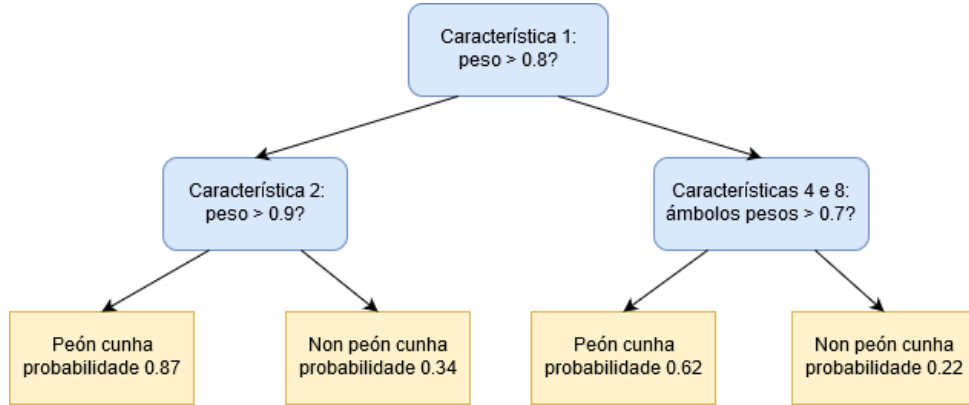 Característica 1:
peso > 0.8?
Característica 2:
peso > 0.9?
Características 4 e 8:
ámbolos pesos > 0.7?
Peón cunha
probabilidade 0.87
Non peón cunha
probabilidade 0.34
Peón cunha
probabilidade 0.62
Non peón cunha
probabilidade 0.22